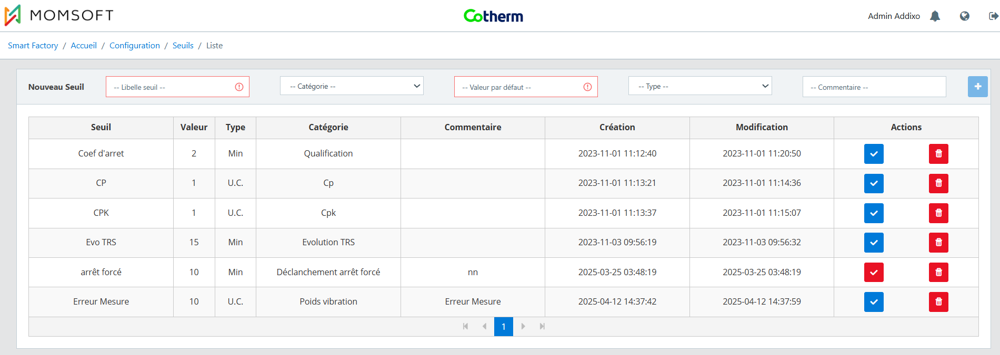 MOMSOFT
Cotherm
Admin Addixo
Smart Factory / Accueil / Configuration / Seuils / Liste
Nouveau Seuil -- Libelle seuil -- -- Catégorie -- -- Valeur par défaut -- -- Type -- -- Commentaire --
Seuil Valeur Type Catégorie Commentaire Création Modification Actions
Coef d'arret 2 Min Qualification 2023-11-01 11:12:40 2023-11-01 11:20:50
CP 1 U.C. Cp 2023-11-01 11:13:21 2023-11-01 11:14:36
CPK 1 U.C. Cpk 2023-11-01 11:13:37 2023-11-01 11:15:07
Evo TRS 15 Min Evolution TRS 2023-11-03 09:56:19 2023-11-03 09:56:32
arrêt forcé 10 Min Déclanchement arrêt forcé nn 2025-03-25 03:48:19 2025-03-25 03:48:19
Erreur Mesure 10 U.C. Poids vibration Erreur Mesure 2025-04-12 14:37:42 2025-04-12 14:37:59
1